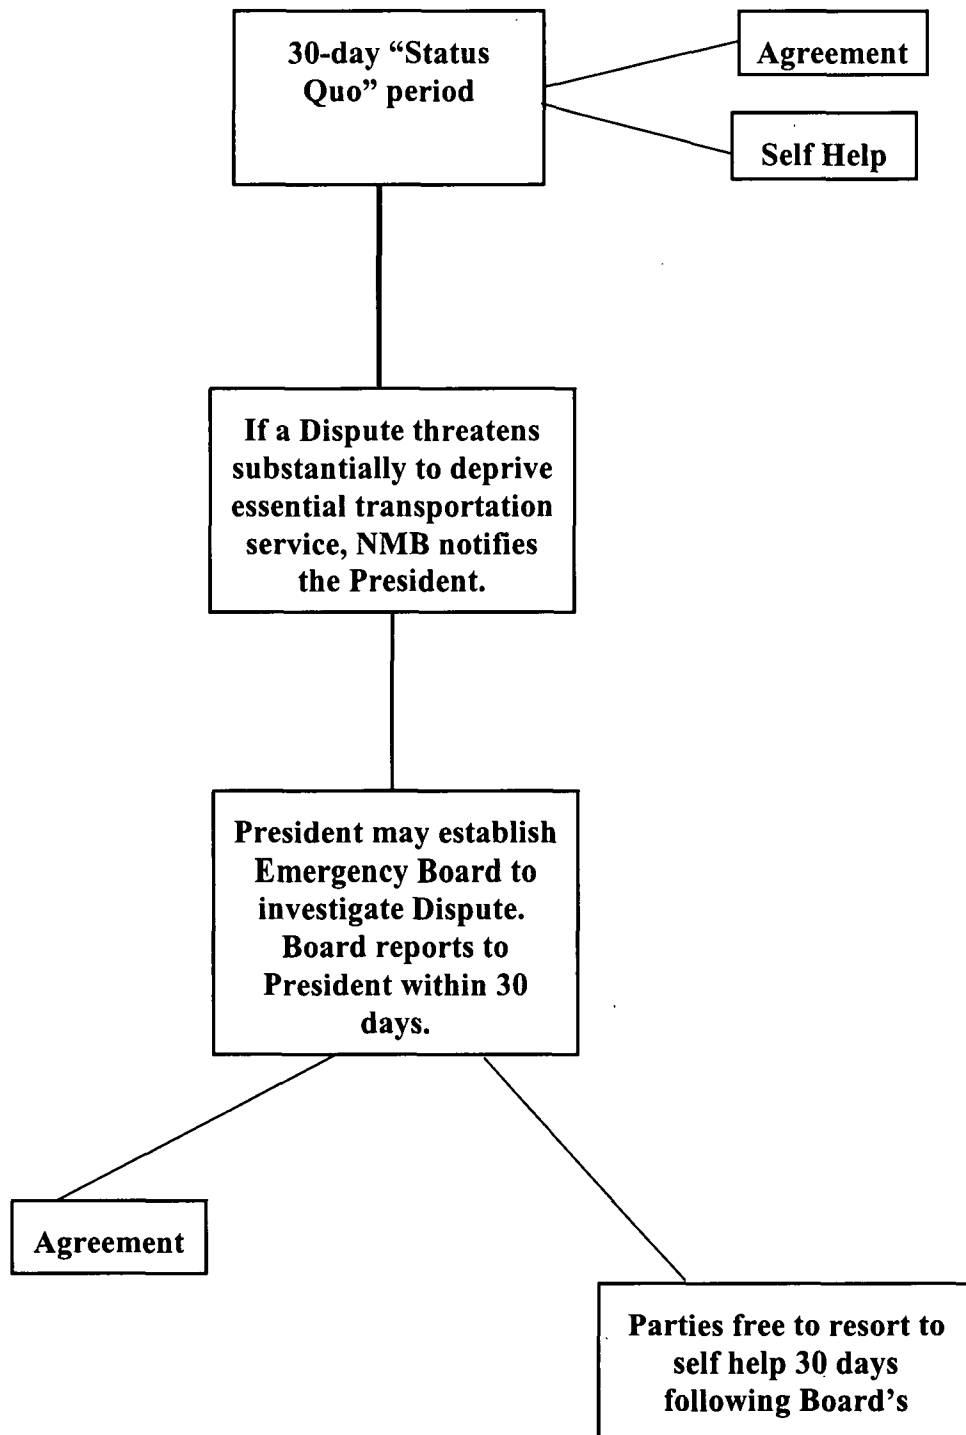 30-day “Status
Quo” period
Agreement
Self Help
If a Dispute threatens
substantially to deprive
essential transportation
service, NMB notifies
the President.
President may establish
Emergency Board to
investigate Dispute.
Board reports to
President within 30
days.
Agreement
Parties free to resort to
self help 30 days
following Board’s